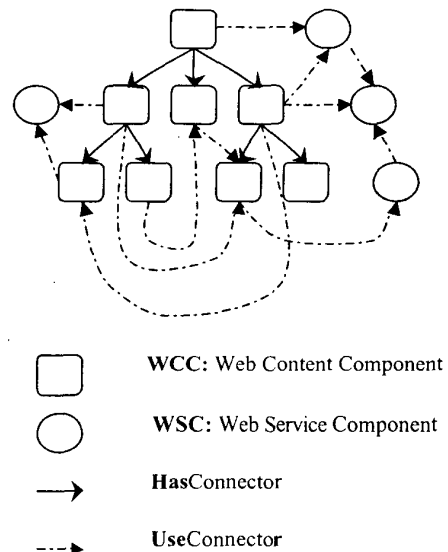 WCC: Web Content Component
WSC: Web Service Component
HasConnector
UseConnector